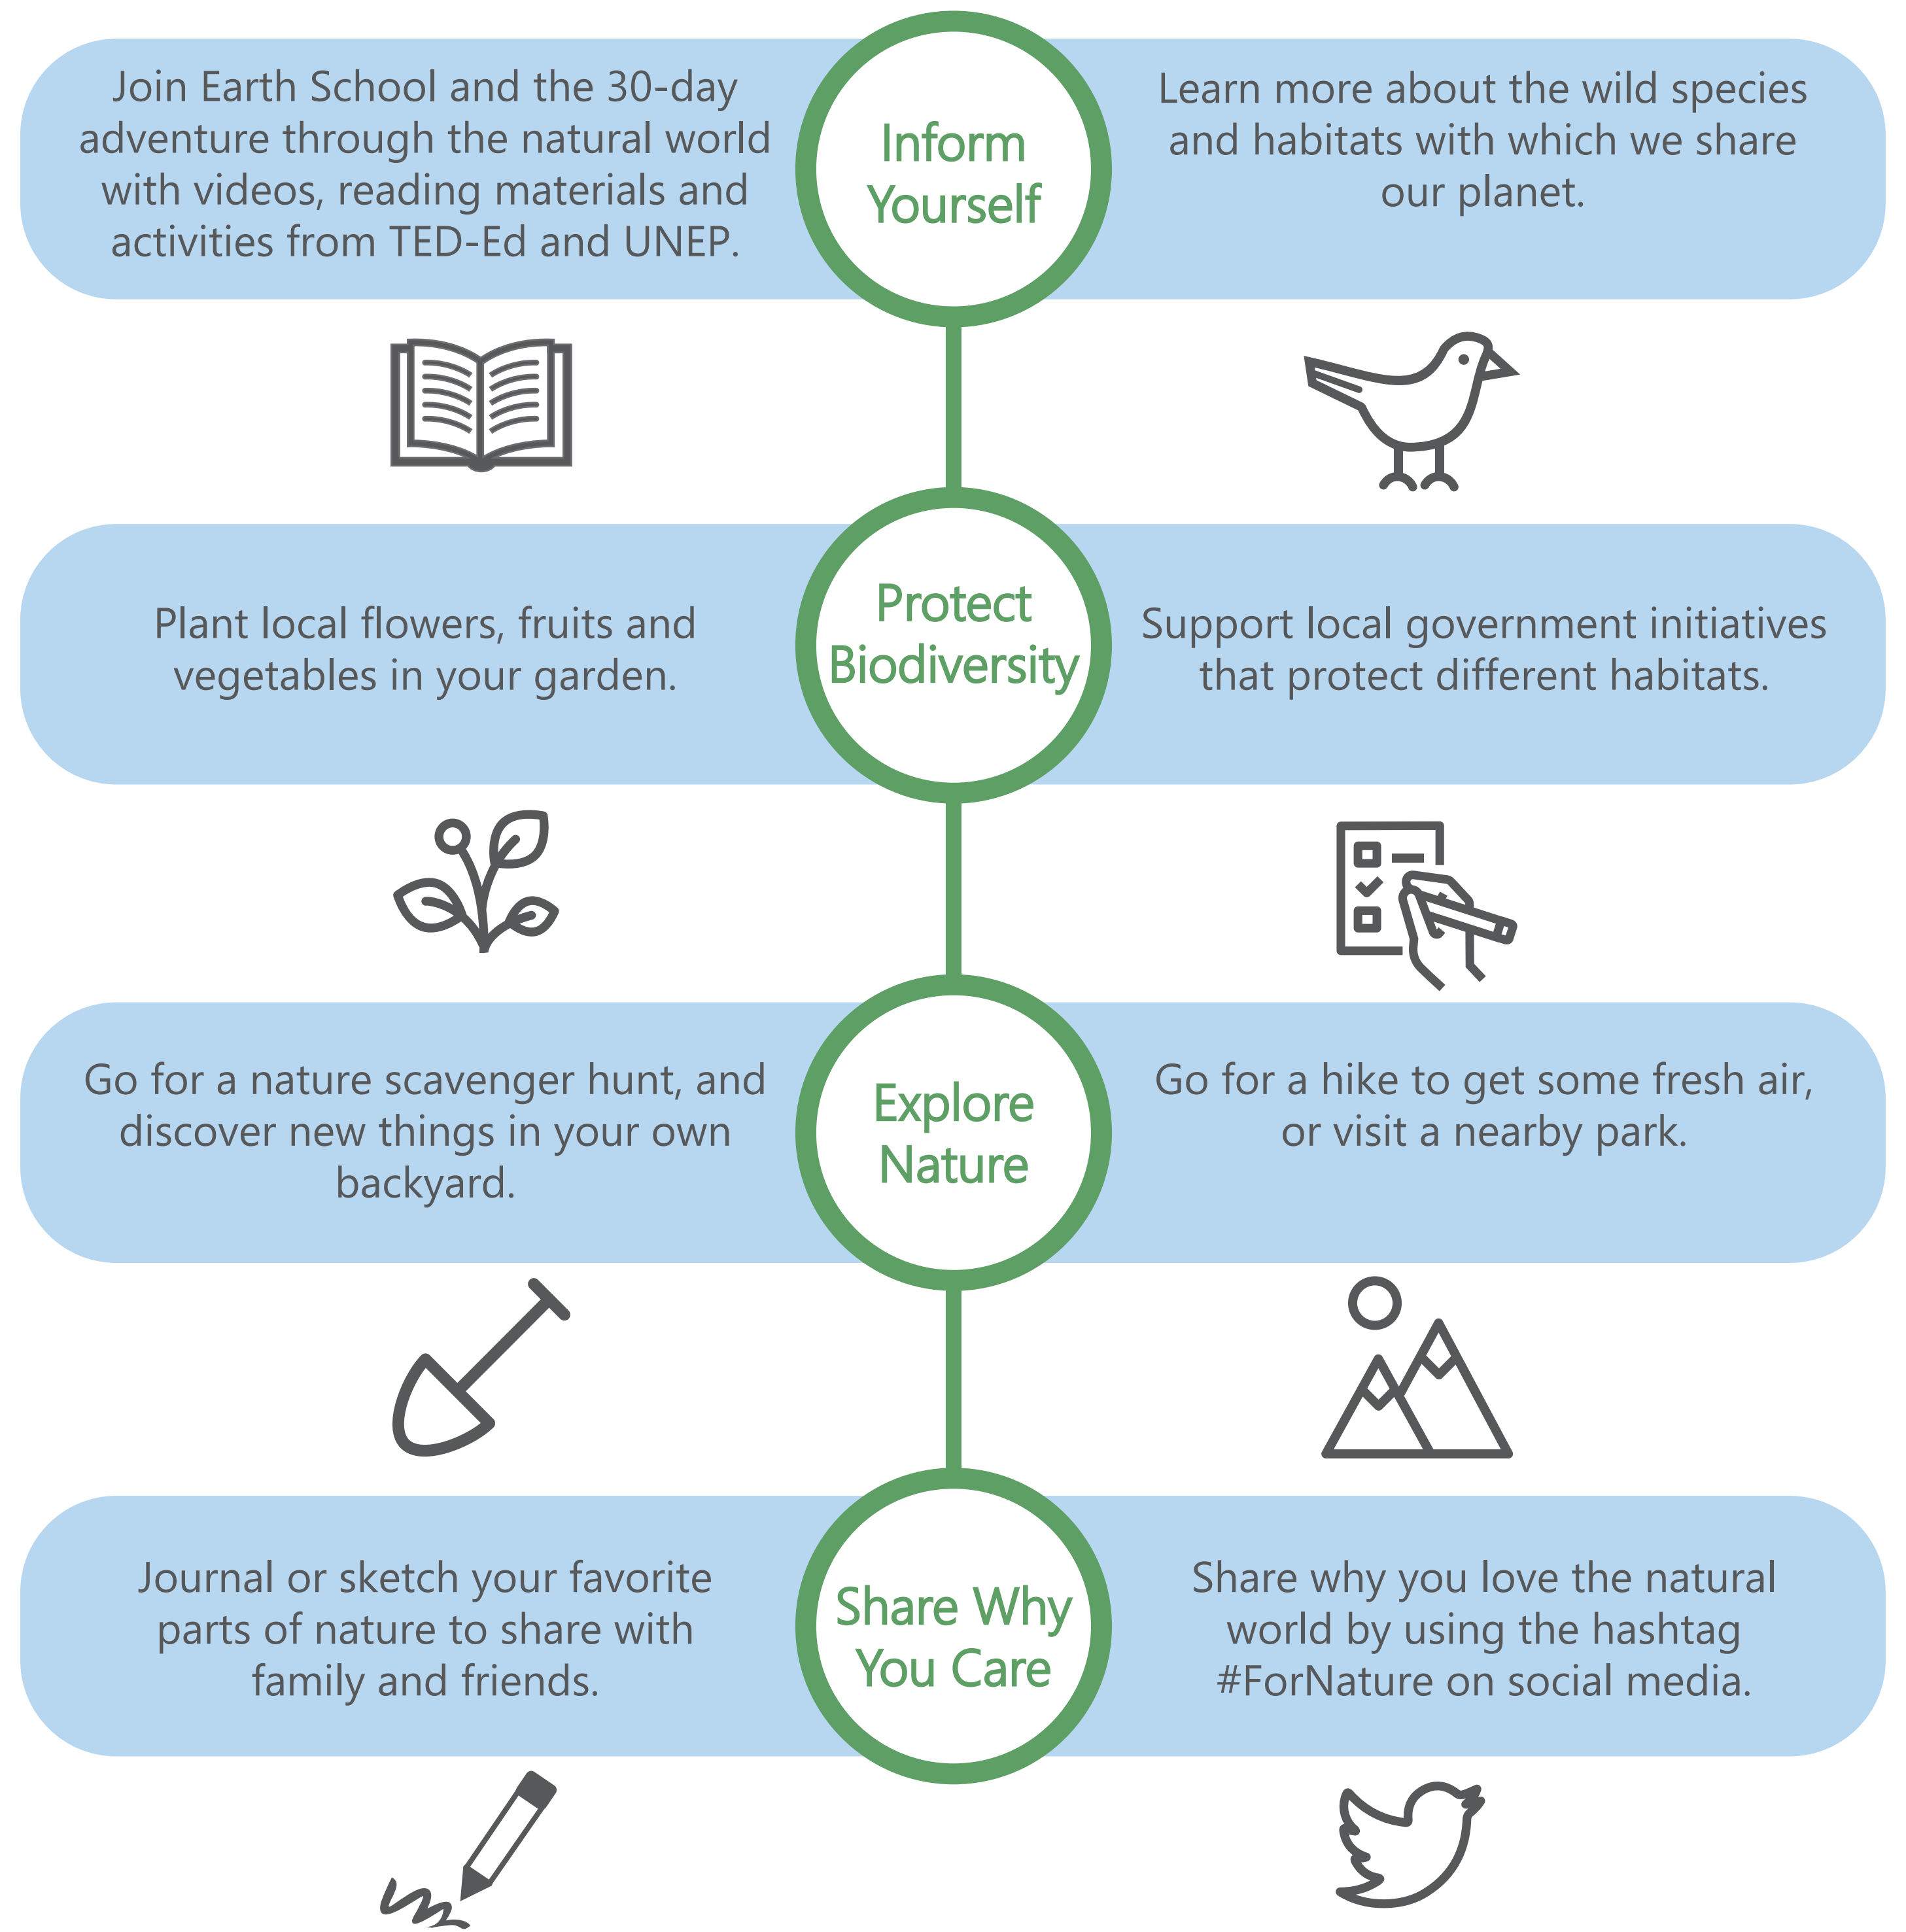 Join Earth School and the 30-day
adventure through the natural world
with videos, reading materials and
activities from TED-Ed and UNEP.
Inform
Yourself
Learn more about the wild species
and habitats with which we share
our planet.
Plant local flowers, fruits and
vegetables in your garden.
Protect
Biodiversity
Support local government initiatives
that protect different habitats.
Go for a nature scavenger hunt, and
discover new things in your own
backyard.
Explore
Nature
Go for a hike to get some fresh air,
or visit a nearby park.
Journal or sketch your favorite
parts of nature to share with
family and friends.
Share Why
You Care
Share why you love the natural
world by using the hashtag
#ForNature on social media.